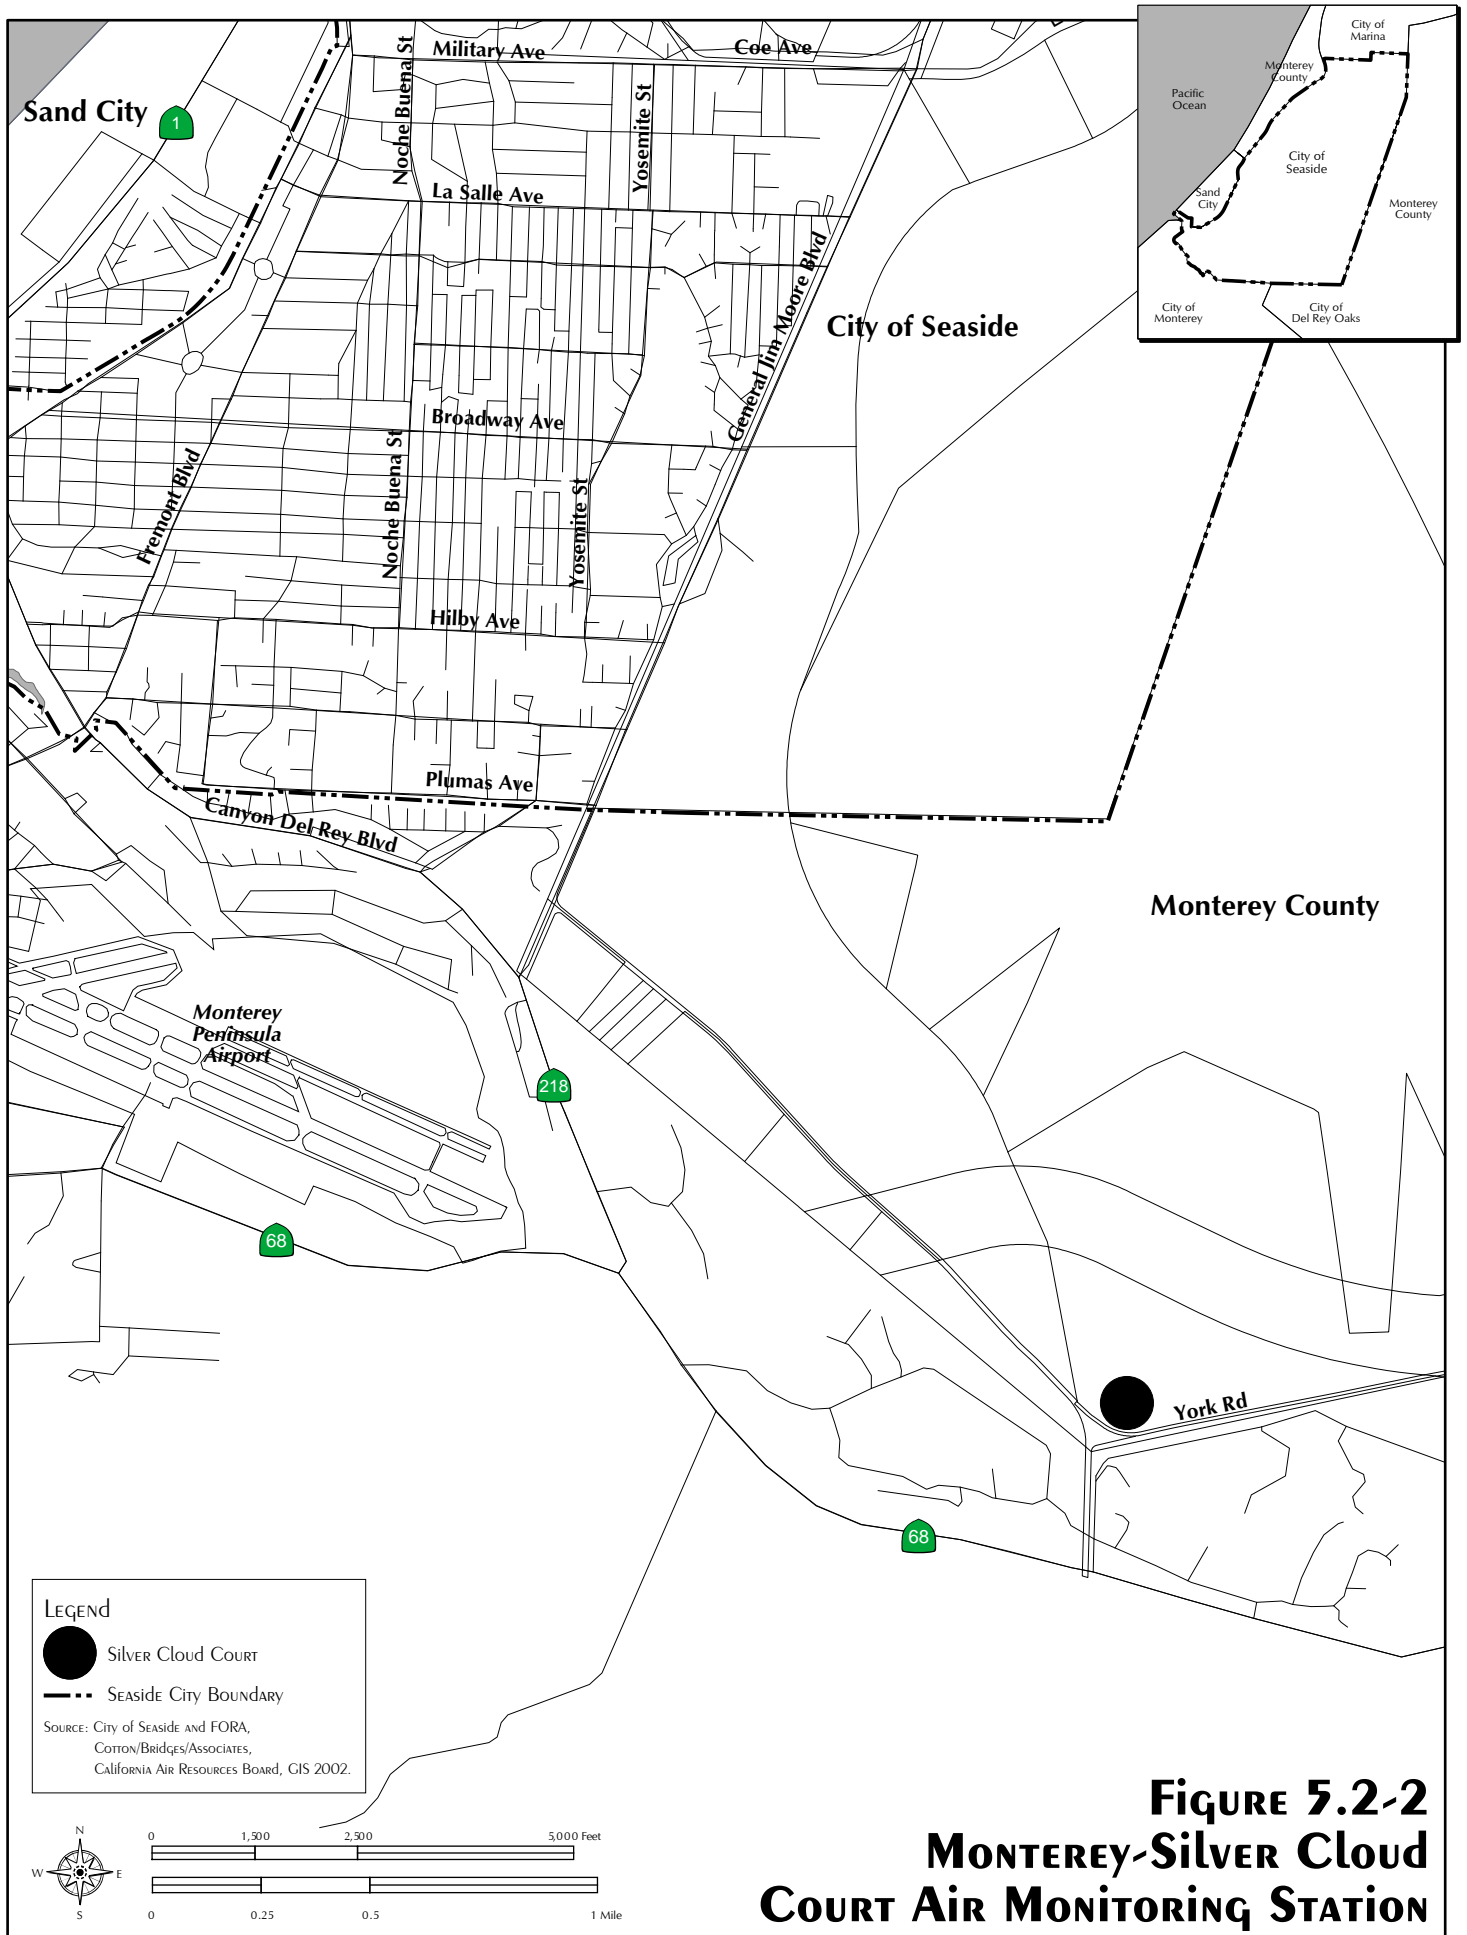 City of
Marina
Monterey
County
Pacific
Ocean
City of
Seaside
Sand
City
Monterey
County
City of
Monterey
City of
Del Rey Oaks
Military Ave
Coe Ave
Sand City
1
Noche Buena St
Yosemite St
La Salle Ave
General Jim Moore Blvd
City of Seaside
Broadway Ave
Fremont Blvd
Noche Buena St
Yosemite St
Hilby Ave
Plumas Ave
Canyon Del Rey Blvd
Monterey County
Monterey
Peninsula
Airport
218
68
York Rd
68
Legend
Silver Cloud Court
Seaside City Boundary
Source: City of Seaside and FORA,
Cotton/Bridges/Associates,
California Air Resources Board, GIS 2002.
N
W E
S
0 1,500 2,500 5,000 Feet
0 0.25 0.5 1 Mile
Figure 5.2-2
Monterey-Silver Cloud
Court Air Monitoring Station